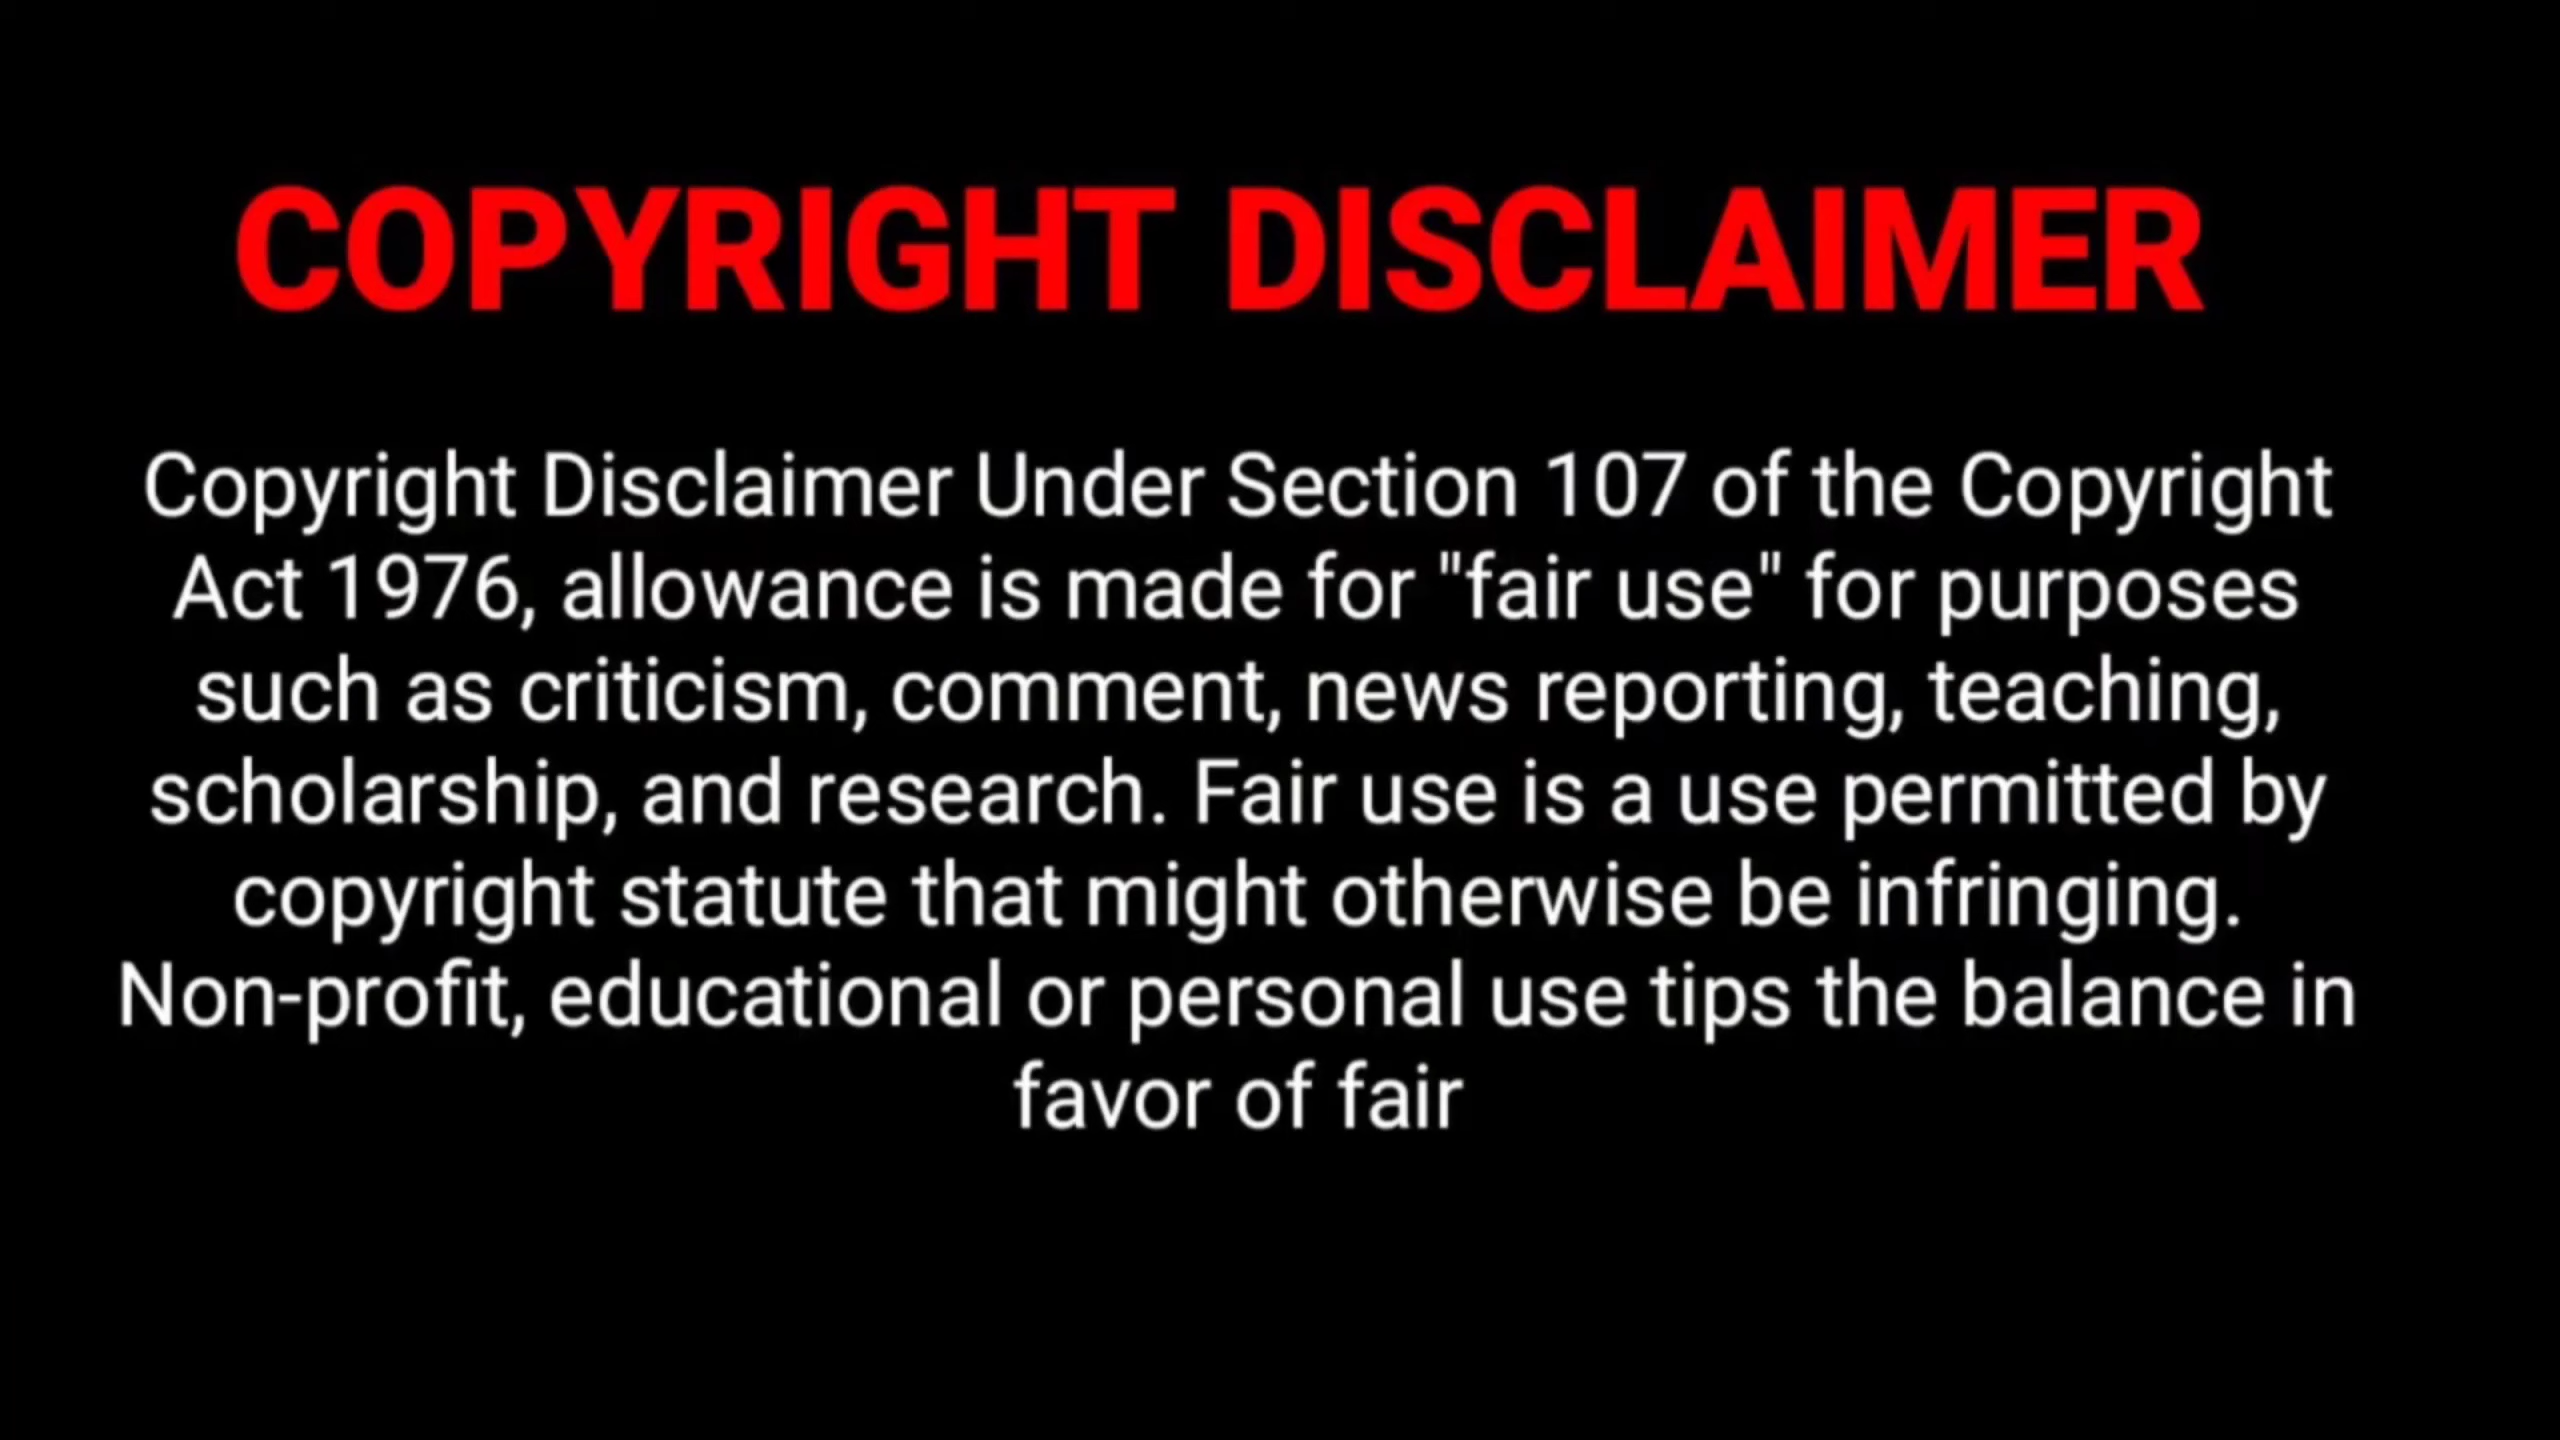 COPYRIGHT DISCLAIMER
Copyright Disclaimer Under Section 107 of the Copyright
Act 1976, allowance is made for "fair use" for purposes
such as criticism, comment, news reporting, teaching,
scholarship, and research. Fair use is a use permitted by
copyright statute that might otherwise be infringing.
Non-profit, educational or personal use tips the balance in
favor of fair